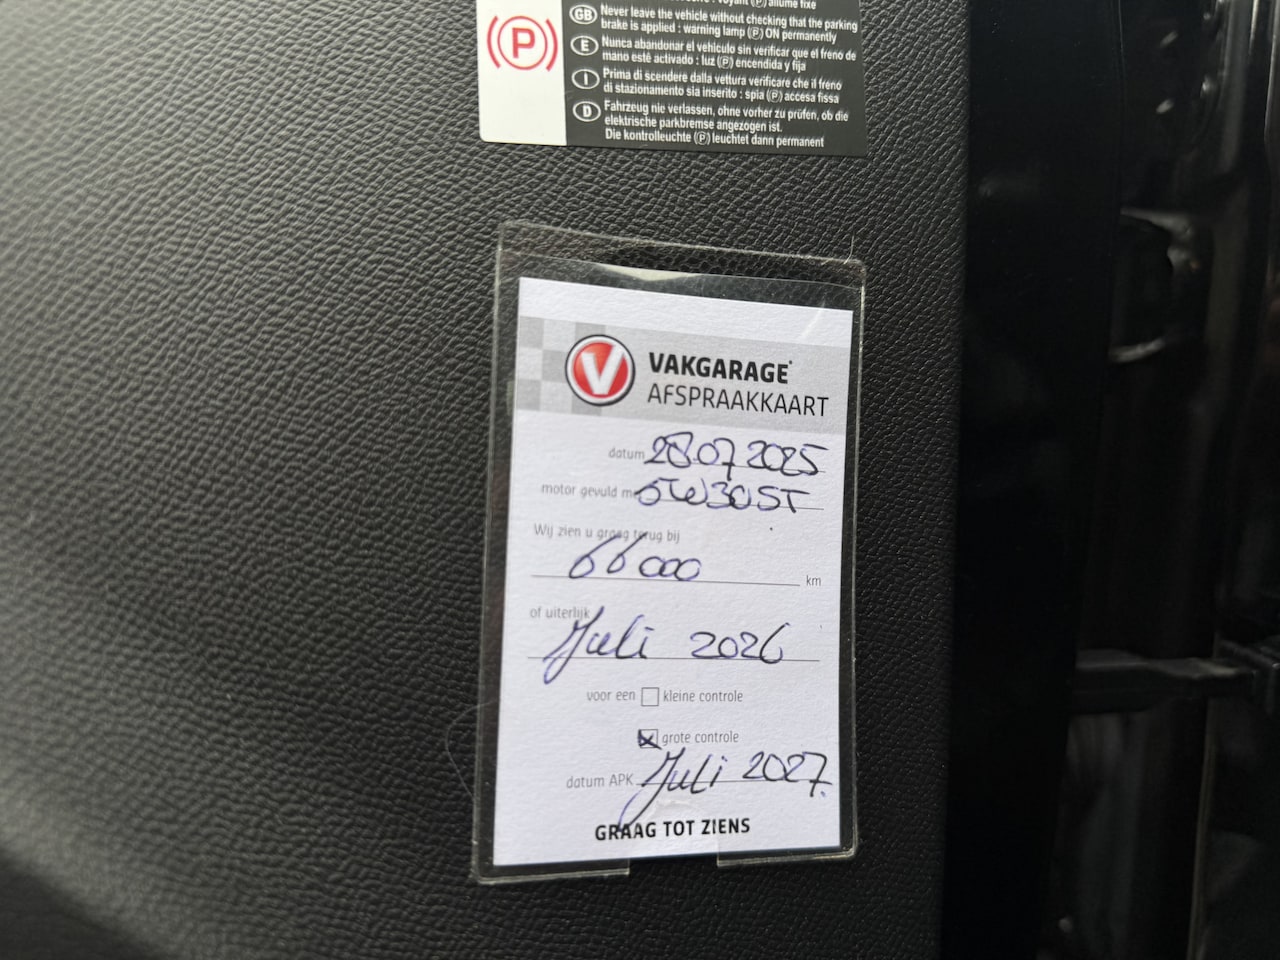 GB Never leave the vehicle without checking that the parking
brake is applied : warning lamp (P) ON permanently
E Nunca abandonar el vehiculo sin verificar que el freno de
mano esté activado : luz (P) encendida y fija
I Prima di scendere dalla vettura verificare che il freno
di stazionamento sia inserito : spia (P) accesa fissa
D Fahrzeug nie verlassen, ohne vorher zu prüfen, ob die
elektrische parkbremse angezogen ist.
Die kontrolleuchte (P) leuchtet dann permanent
(P)
V
VAKGARAGE
AFSPRAAKKAART
datum 28.07 2025
motor gevuld m 5W30ST
Wij zien u graag terug bij
66000 km
of uiterlijk
Juli 2026
voor een kleine controle
grote controle
datum APK Juli 2027.
GRAAG TOT ZIENS